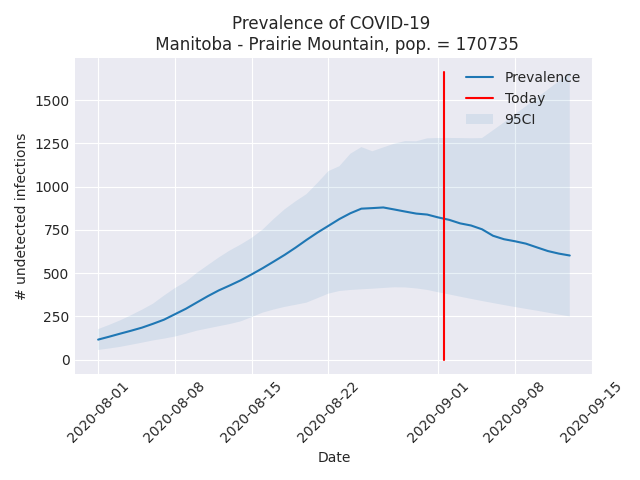 Prevalence of COVID-19
Manitoba - Prairie Mountain, pop. = 170735
Prevalence
Today
95CI
1500
1250
1000
750
500
250
0
# undetected infections
2020-08-01
2020-08-08
2020-08-15
2020-08-22
2020-09-01
2020-09-08
2020-09-15
Date